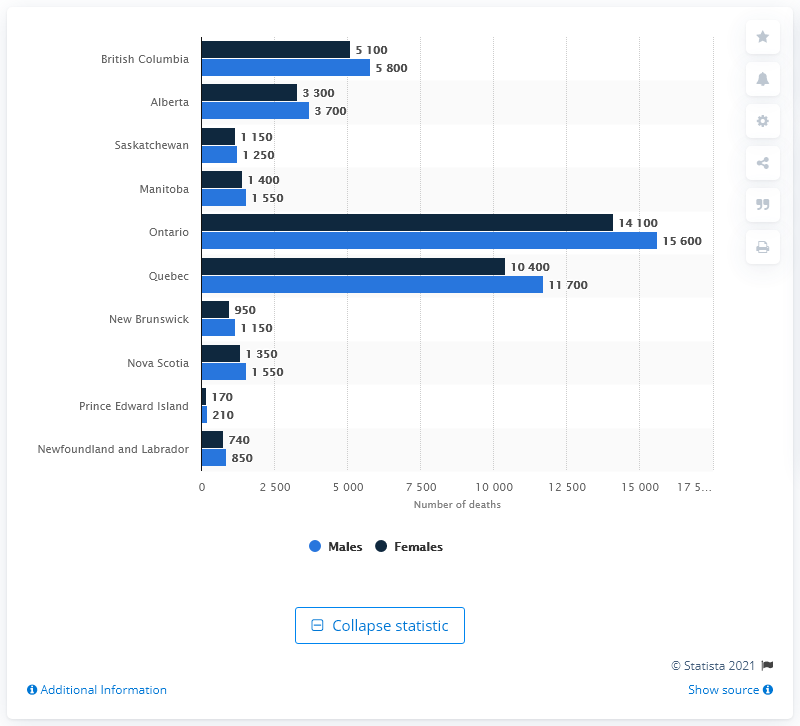 British Columbia
5 100
5 800
Alberta
3 300
3 700
Saskatchewan
1 150
1 250
Manitoba
1 400
1 550
Ontario
14 100
15 600
Quebec
10 400
11 700
New Brunswick
950
1 150
Nova Scotia
1 350
1 550
Prince Edward Island
170
210
Newfoundland and Labrador
740
850
0 2 500 5 000 7 500 10 000 12 500 15 000 17 5...
Number of deaths
Males Females
Collapse statistic
© Statista 2021
Additional Information Show source